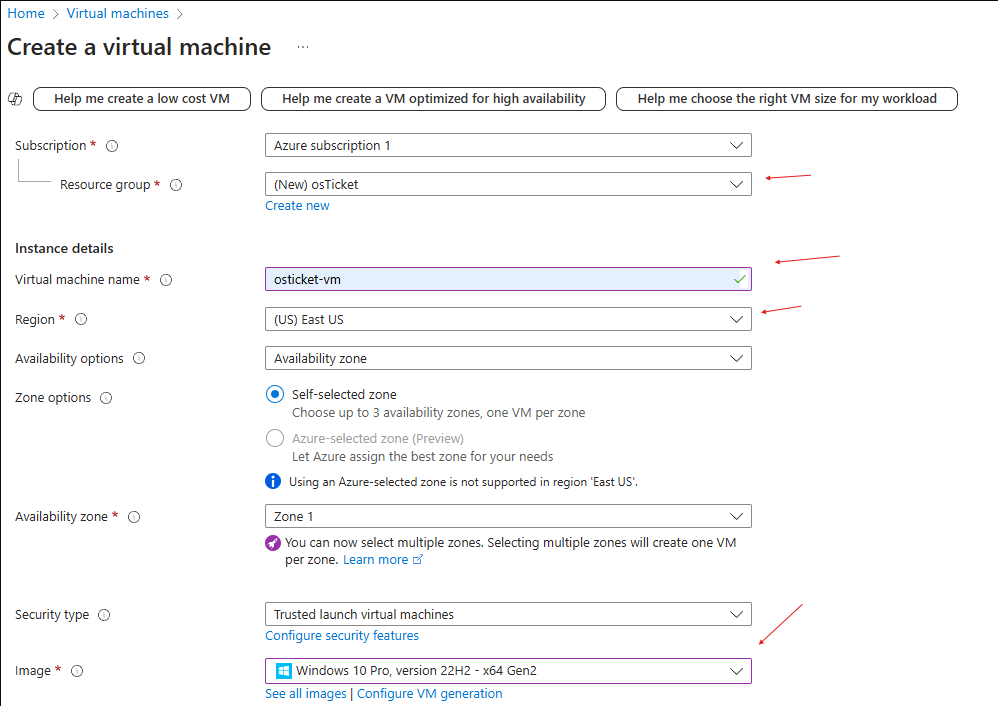 Home > Virtual machines >
Create a virtual machine ...
Help me create a low cost VM Help me create a VM optimized for high availability Help me choose the right VM size for my workload
Subscription * Azure subscription 1
Resource group * (New) osTicket
Create new
Instance details
Virtual machine name * osticket-vm
Region * (US) East US
Availability options Availability zone
Zone options Self-selected zone
Choose up to 3 availability zones, one VM per zone
Azure-selected zone (Preview)
Let Azure assign the best zone for your needs
Using an Azure-selected zone is not supported in region 'East US'.
Availability zone * Zone 1
You can now select multiple zones. Selecting multiple zones will create one VM
per zone. Learn more
Security type Trusted launch virtual machines
Configure security features
Image * Windows 10 Pro, version 22H2 - x64 Gen2
See all images | Configure VM generation